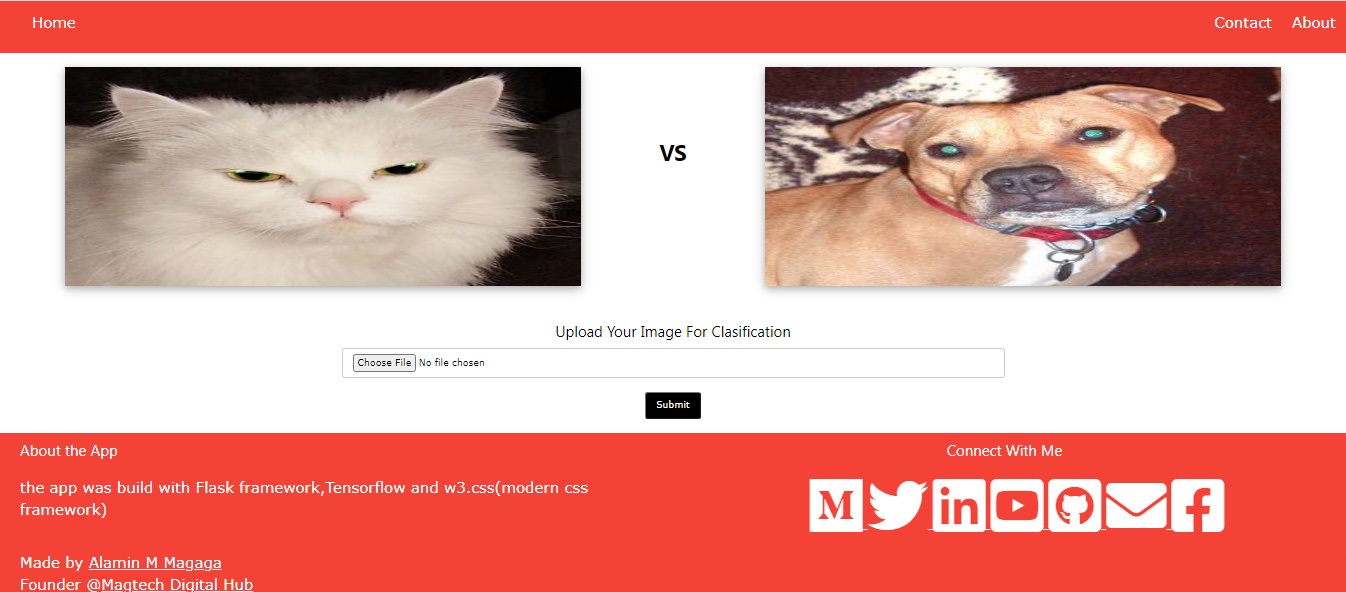 Home
Contact
About
VS
Upload Your Image For Clasification
Choose File No file chosen
Submit
About the App
the app was build with Flask framework,Tensorflow and w3.css(modern css
framework)
Made by Alamin M Magaga
Founder @Magtech Digital Hub
Connect With Me
M in